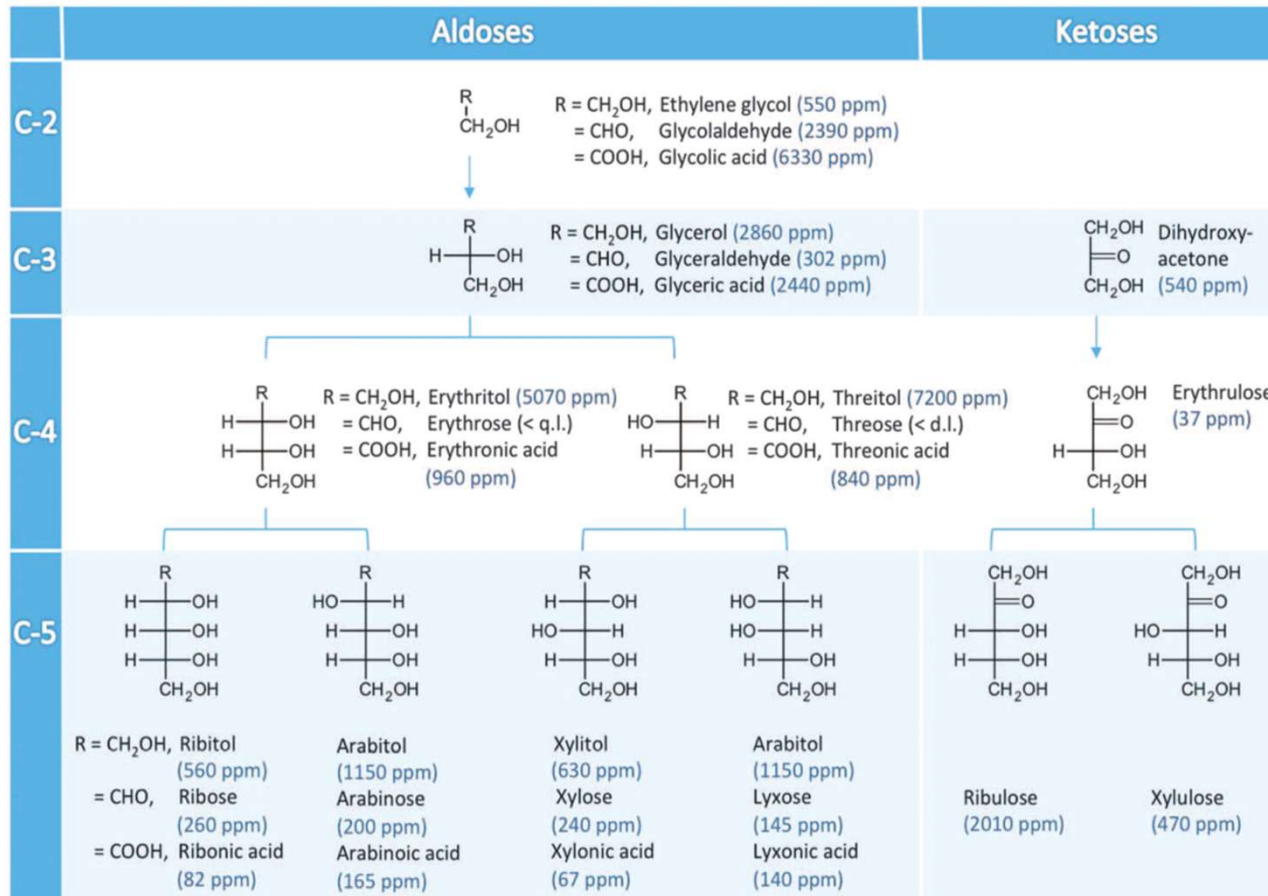 Aldoses
Ketoses
C-2
R
CH₂OH
R = CH₂OH, Ethylene glycol (550 ppm)
= CHO, Glycolaldehyde (2390 ppm)
= COOH, Glycolic acid (6330 ppm)
C-3
R
H OH
CH₂OH
R = CH₂OH, Glycerol (2860 ppm)
= CHO, Glyceraldehyde (302 ppm)
= COOH, Glyceric acid (2440 ppm)
CH₂OH
=O
CH₂OH
Dihydroxy-
acetone
(540 ppm)
C-4
R
H OH
H OH
CH₂OH
R = CH₂OH, Erythritol (5070 ppm)
= CHO, Erythrose (< q.l.)
= COOH, Erythronic acid
(960 ppm)
R
HO H
H OH
CH₂OH
R = CH₂OH, Threitol (7200 ppm)
= CHO, Threose (< d.l.)
= COOH, Threonic acid
(840 ppm)
CH₂OH
=O
H OH
CH₂OH
Erythrulose
(37 ppm)
C-5
R
H OH
H OH
H OH
CH₂OH
R
HO H
H OH
H OH
CH₂OH
R
H OH
HO H
H OH
CH₂OH
R
HO H
HO H
H OH
CH₂OH
CH₂OH
=O
H OH
H OH
CH₂OH
CH₂OH
=O
HO H
H OH
CH₂OH
R = CH₂OH, Ribitol Arabitol Xylitol Arabitol
(560 ppm) (1150 ppm) (630 ppm) (1150 ppm)
= CHO, Ribose Arabinose Xylose Lyxose Ribulose Xylulose
(260 ppm) (200 ppm) (240 ppm) (145 ppm) (2010 ppm) (470 ppm)
= COOH, Ribonic acid Arabinoic acid Xylonic acid Lyxonic acid
(82 ppm) (165 ppm) (67 ppm) (140 ppm)